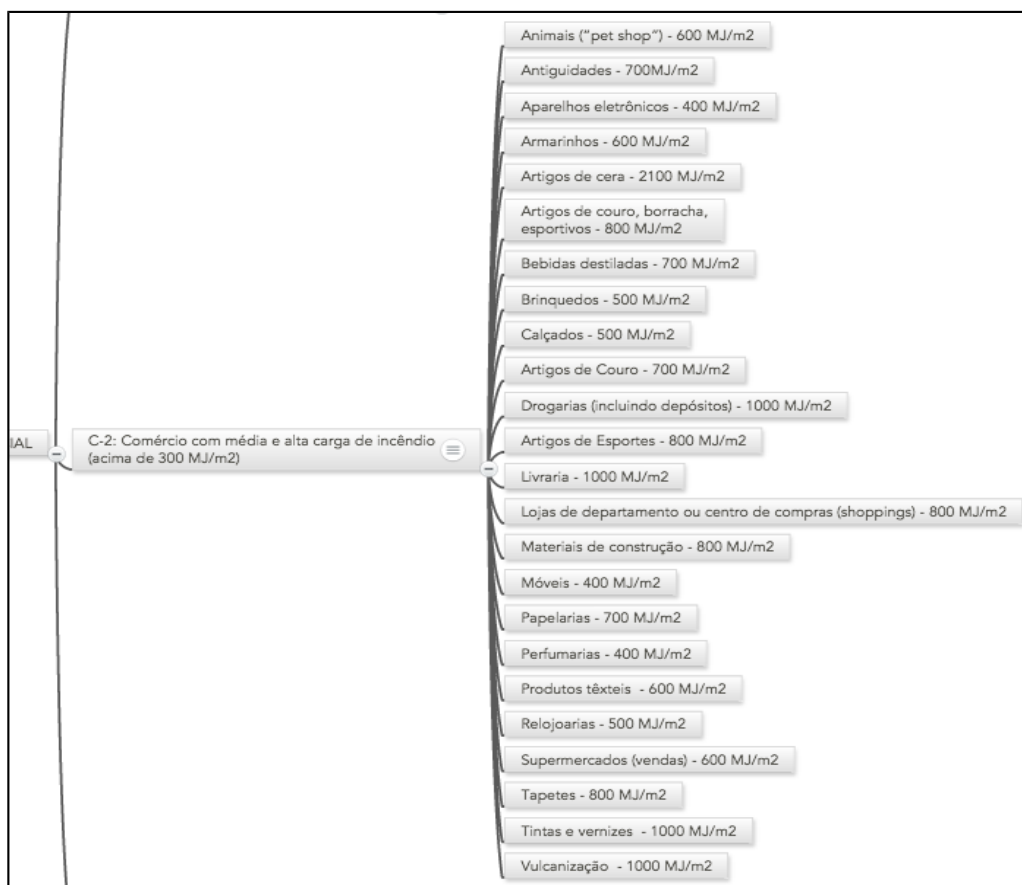 Animais ("pet shop") - 600 MJ/m2
Antiguidades - 700MJ/m2
Aparelhos eletrônicos - 400 MJ/m2
Armarinhos - 600 MJ/m2
Artigos de cera - 2100 MJ/m2
Artigos de couro, borracha,
esportivos - 800 MJ/m2
Bebidas destiladas - 700 MJ/m2
Brinquedos - 500 MJ/m2
Calçados - 500 MJ/m2
Artigos de Couro - 700 MJ/m2
Drogarias (incluindo depósitos) - 1000 MJ/m2
IAL
C-2: Comércio com média e alta carga de incêndio
(acima de 300 MJ/m2)
Artigos de Esportes - 800 MJ/m2
Livraria - 1000 MJ/m2
Lojas de departamento ou centro de compras (shoppings) - 800 MJ/m2
Materiais de construção - 800 MJ/m2
Móveis - 400 MJ/m2
Papelarias - 700 MJ/m2
Perfumarias - 400 MJ/m2
Produtos têxteis - 600 MJ/m2
Relojoarias - 500 MJ/m2
Supermercados (vendas) - 600 MJ/m2
Tapetes - 800 MJ/m2
Tintas e vernizes - 1000 MJ/m2
Vulcanização - 1000 MJ/m2